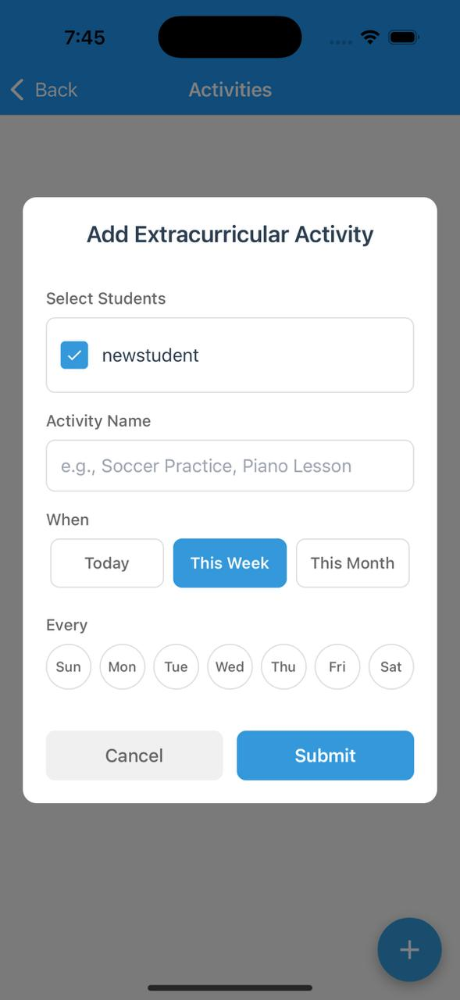 7:45
Back Activities
Add Extracurricular Activity
Select Students
newstudent
Activity Name
e.g., Soccer Practice, Piano Lesson
When
Today This Week This Month
Every
Sun Mon Tue Wed Thu Fri Sat
Cancel Submit
+